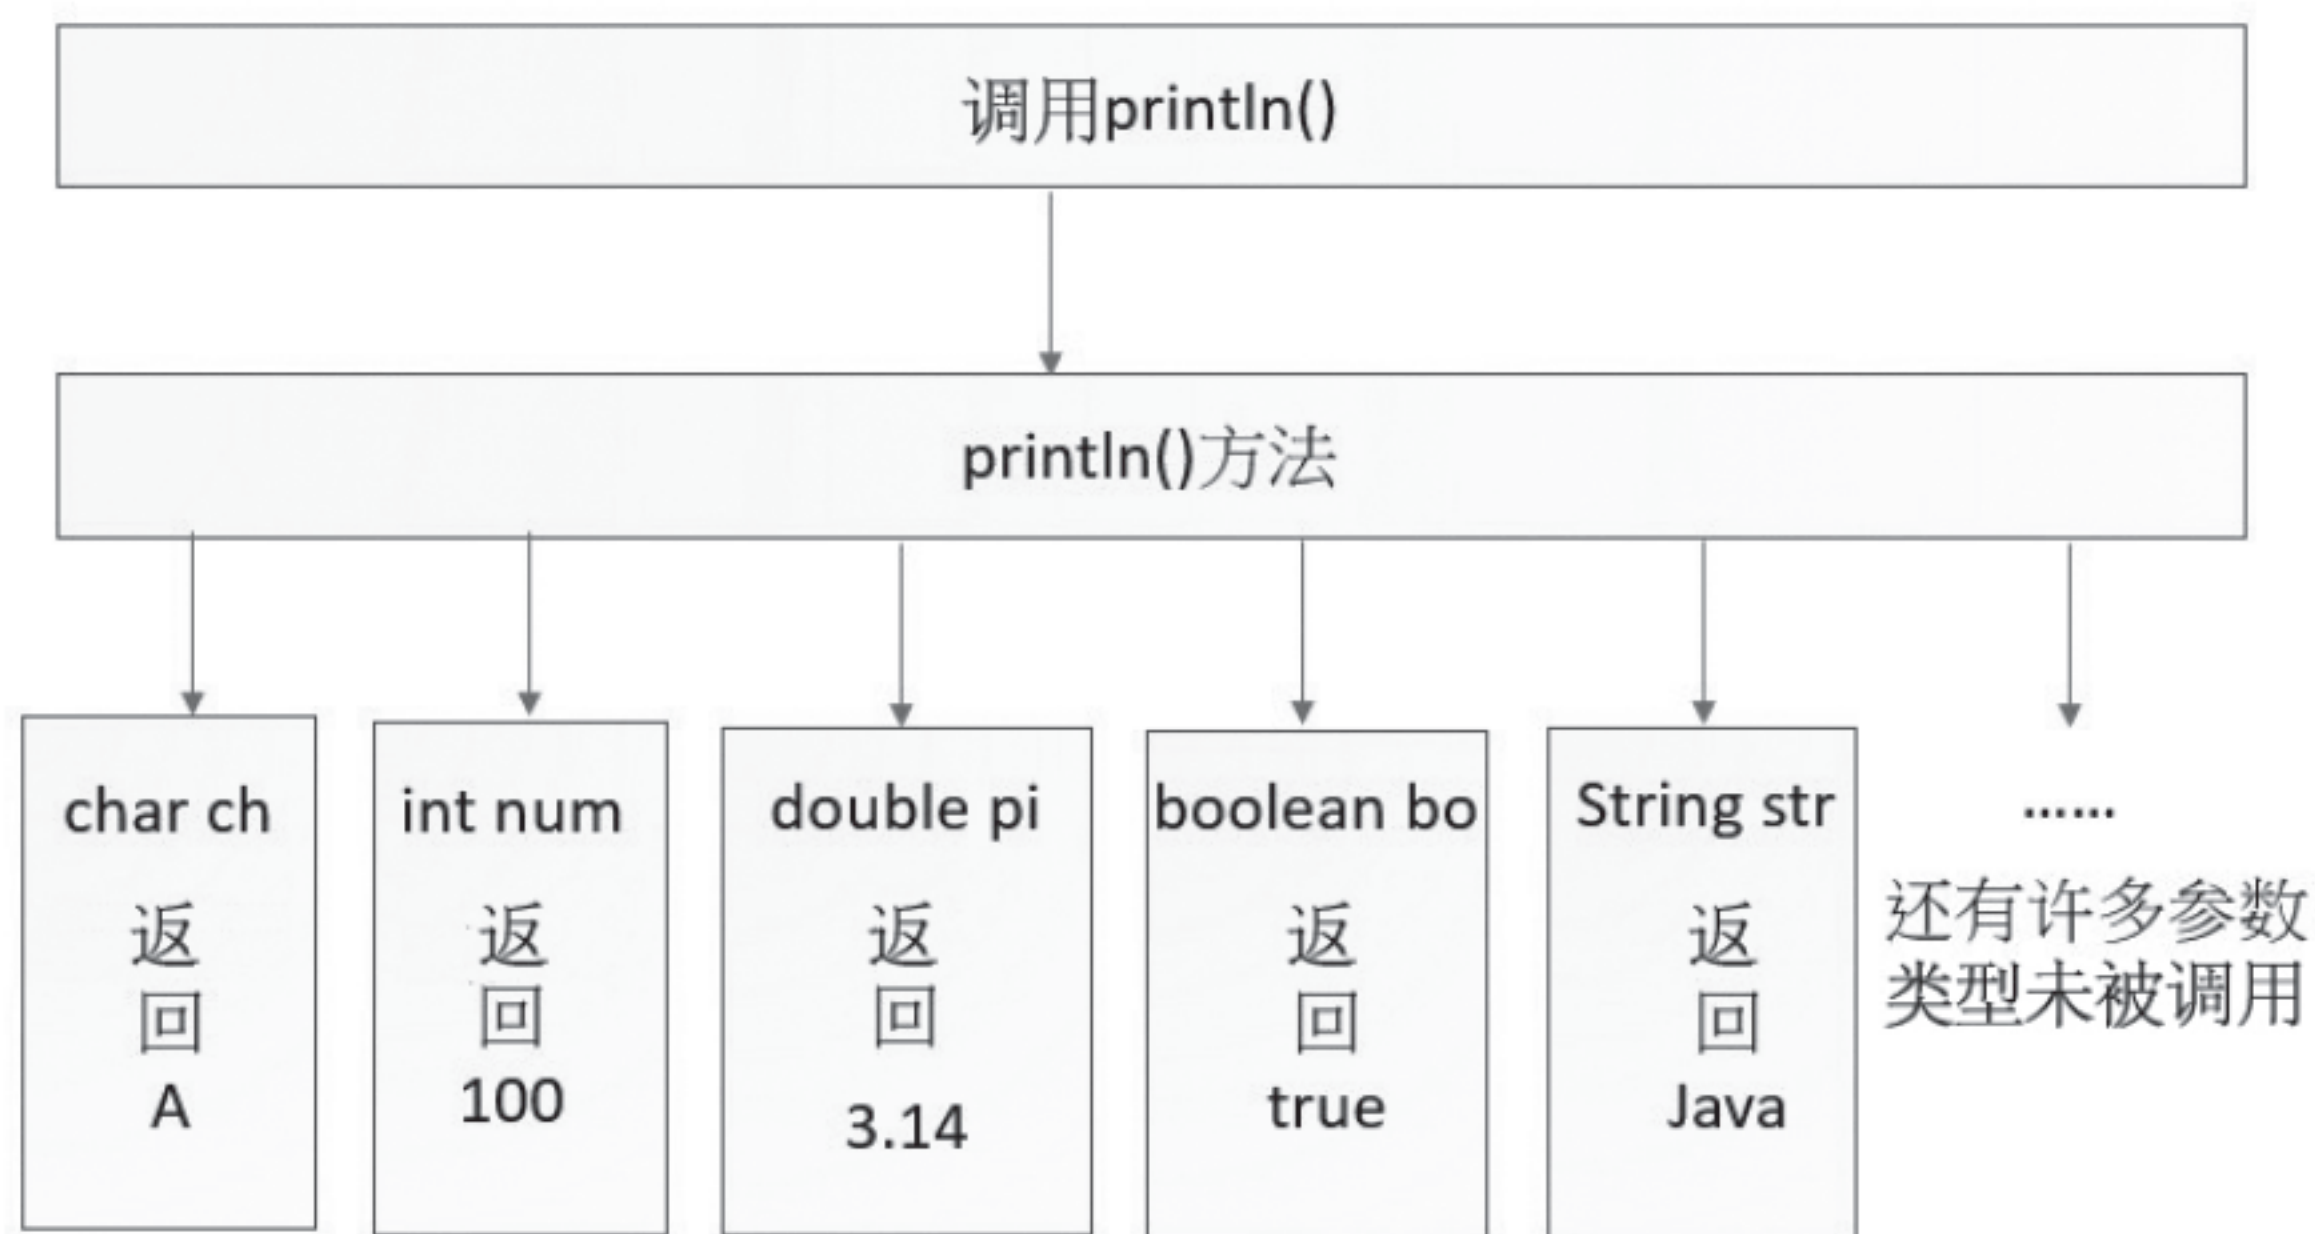 调用println()
println()方法
char ch
返
回
A
int num
返
回
100
double pi
返
回
3.14
boolean bo
返
回
true
String str
返
回
Java
......
还有许多参数
类型未被调用